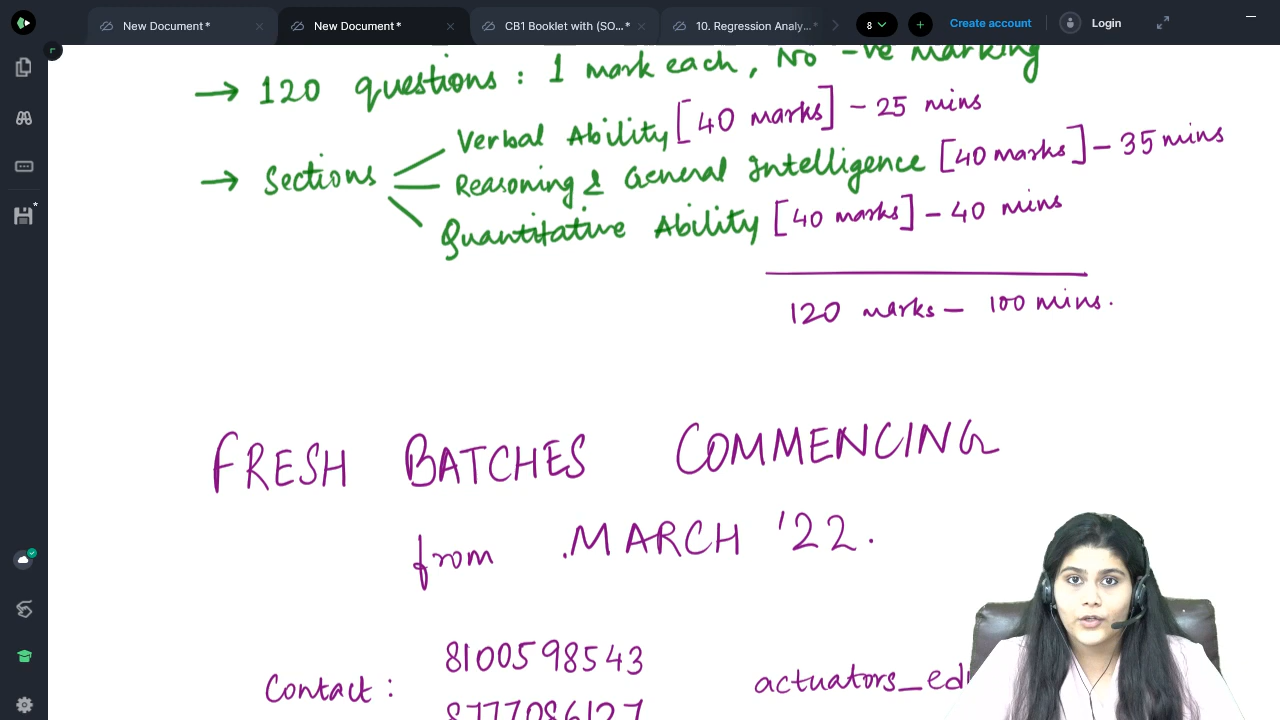 New Document *
New Document *
CB1 Booklet with (SO...*
10. Regression Analy...*
8
Create account
Login
→ 120 questions : 1 mark each, No -ve marking
→ Sections
Verbal Ability [40 marks] - 25 mins
Reasoning & General Intelligence [40 marks] - 35 mins
Quantitative Ability [40 marks] - 40 mins
120 marks - 100 mins.
FRESH BATCHES COMMENCING
from MARCH '22.
Contact :
8100598543
8777086127
actuators_edu